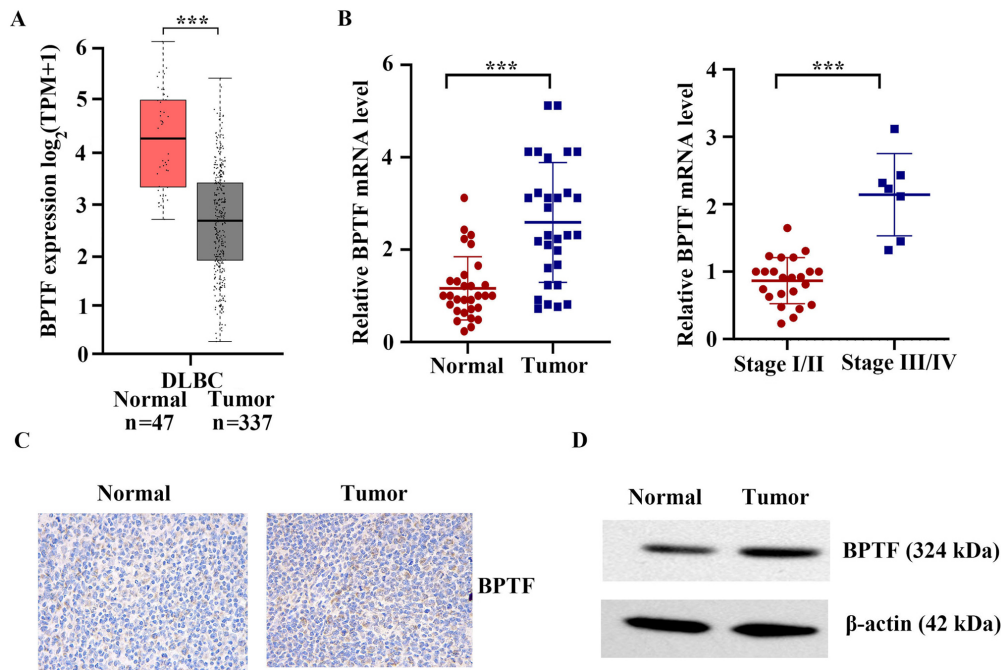 A
***
BPTF expression log2(TPM+1)
6
5
4
3
2
1
0
DLBC
Normal
n=47
Tumor
n=337
B
***
Relative BPTF mRNA level
6
4
2
0
Normal
Tumor
***
Relative BPTF mRNA level
4
3
2
1
0
Stage I/II
Stage III/IV
C
Normal
Tumor
BPTF
D
Normal
Tumor
BPTF (324 kDa)
β-actin (42 kDa)